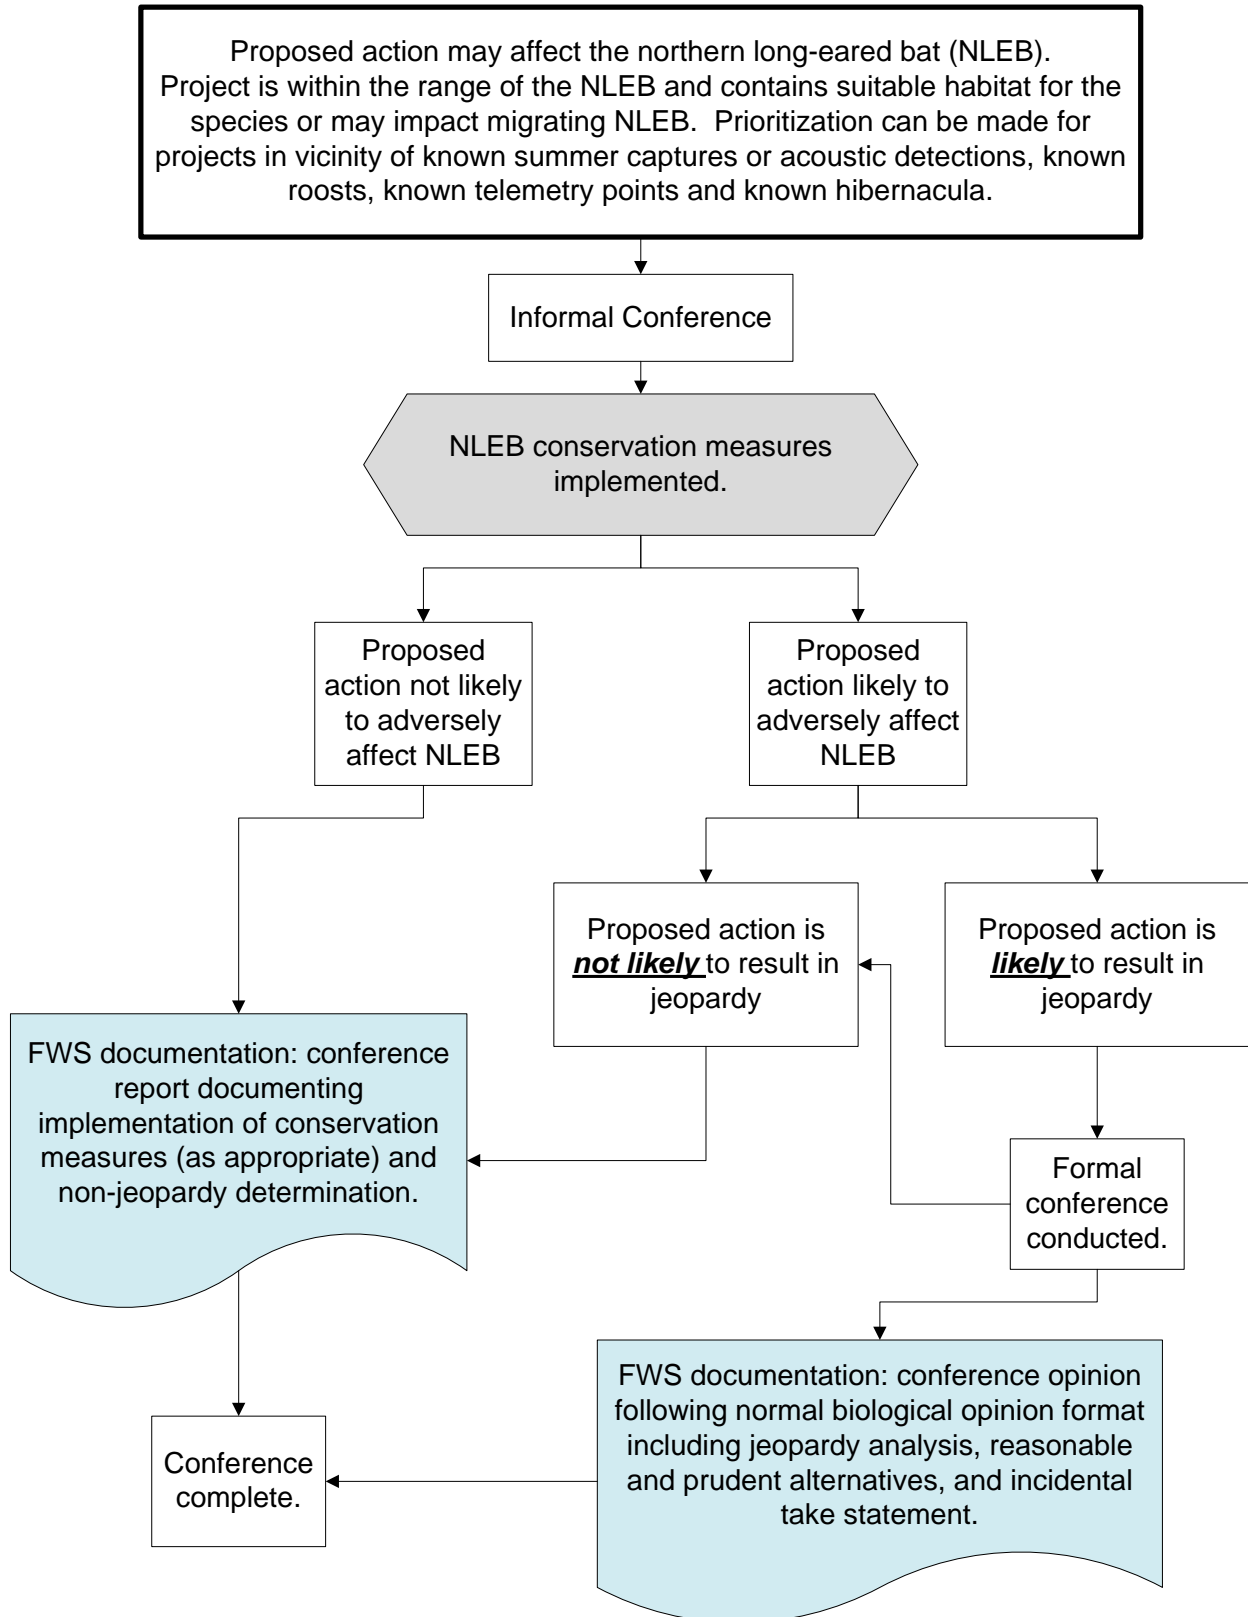 Proposed action may affect the northern long-eared bat (NLEB).
Project is within the range of the NLEB and contains suitable habitat for the
species or may impact migrating NLEB.  Prioritization can be made for
projects in vicinity of known summer captures or acoustic detections, known
roosts, known telemetry points and known hibernacula.
Informal Conference
NLEB conservation measures
implemented.
Proposed
action not likely
to adversely
affect NLEB
Proposed
action likely to
adversely affect
NLEB
Proposed action is
not likely to result in
jeopardy
Proposed action is
likely to result in
jeopardy
FWS documentation: conference
report documenting
implementation of conservation
measures (as appropriate) and
non-jeopardy determination.
Formal
conference
conducted.
FWS documentation: conference opinion
following normal biological opinion format
including jeopardy analysis, reasonable
and prudent alternatives, and incidental
take statement.
Conference
complete.